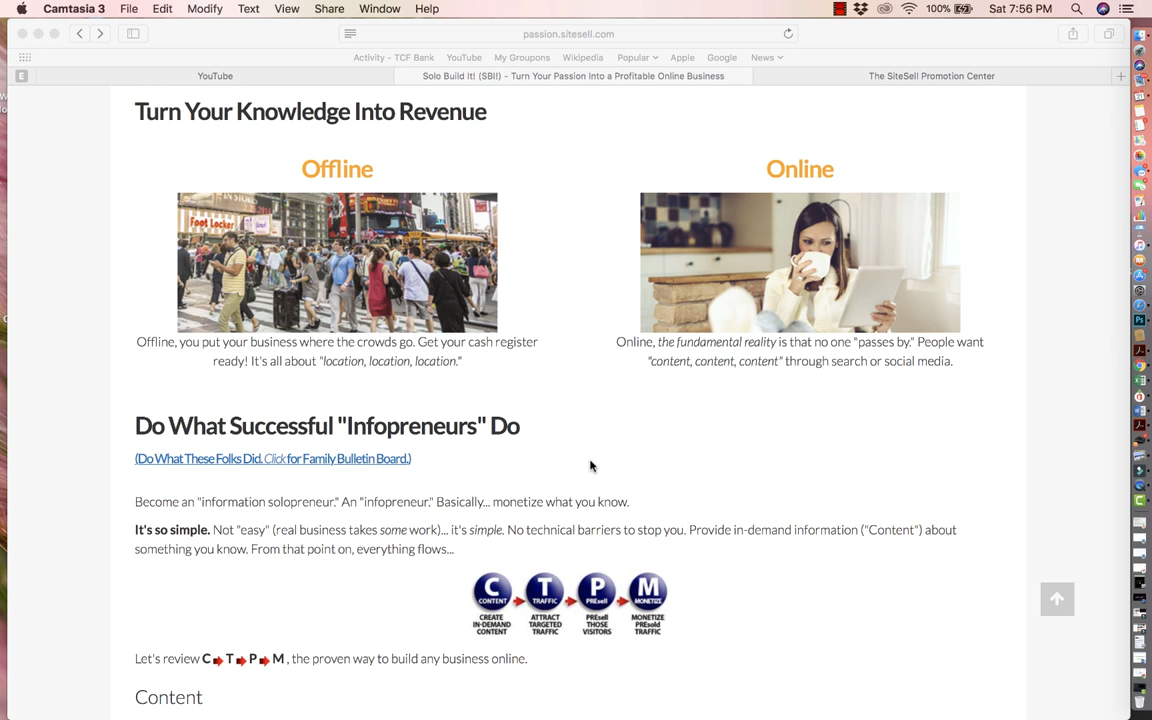 Camtasia 3 File Edit Modify Text View Share Window Help 100% Sat 7:56 PM
passion.sitesell.com
Activity - TCF Bank YouTube My Groupons Wikipedia Popular Apple Google News
E YouTube Solo Build It! (SBI!) - Turn Your Passion Into a Profitable Online Business The SiteSell Promotion Center
Turn Your Knowledge Into Revenue
Offline
Online
Foot Locker
Offline, you put your business where the crowds go. Get your cash register
ready! It's all about "location, location, location."
Online, the fundamental reality is that no one "passes by." People want
"content, content, content" through search or social media.
Do What Successful "Infopreneurs" Do
(Do What These Folks Did. Click for Family Bulletin Board.)
Become an "information solopreneur." An "infopreneur." Basically... monetize what you know.
It's so simple. Not "easy" (real business takes some work)... it's simple. No technical barriers to stop you. Provide in-demand information ("Content") about
something you know. From that point on, everything flows...
C T P M
CONTENT TRAFFIC PREsell MONETIZE
CREATE IN-DEMAND CONTENT
ATTRACT TARGETED TRAFFIC
PREsell THOSE VISITORS
MONETIZE PREsold TRAFFIC
Let's review C T P M , the proven way to build any business online.
Content